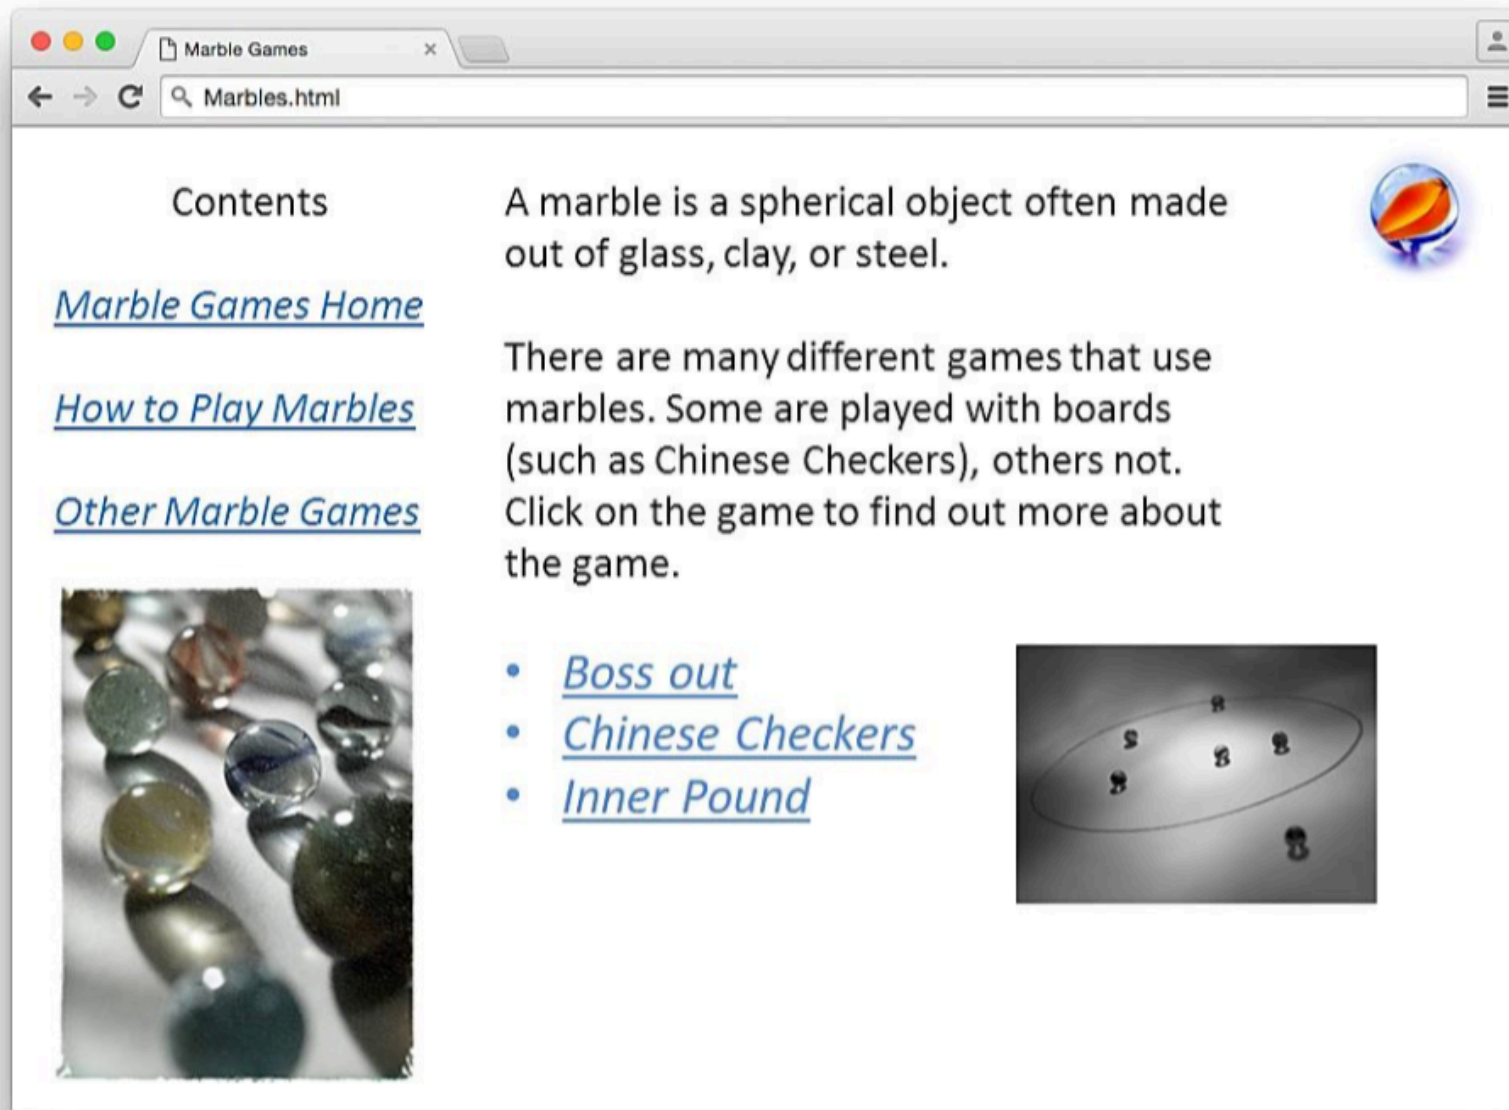 Marble Games
Marbles.html
Contents
Marble Games Home
How to Play Marbles
Other Marble Games
A marble is a spherical object often made
out of glass, clay, or steel.
There are many different games that use
marbles. Some are played with boards
(such as Chinese Checkers), others not.
Click on the game to find out more about
the game.
• Boss out
• Chinese Checkers
• Inner Pound